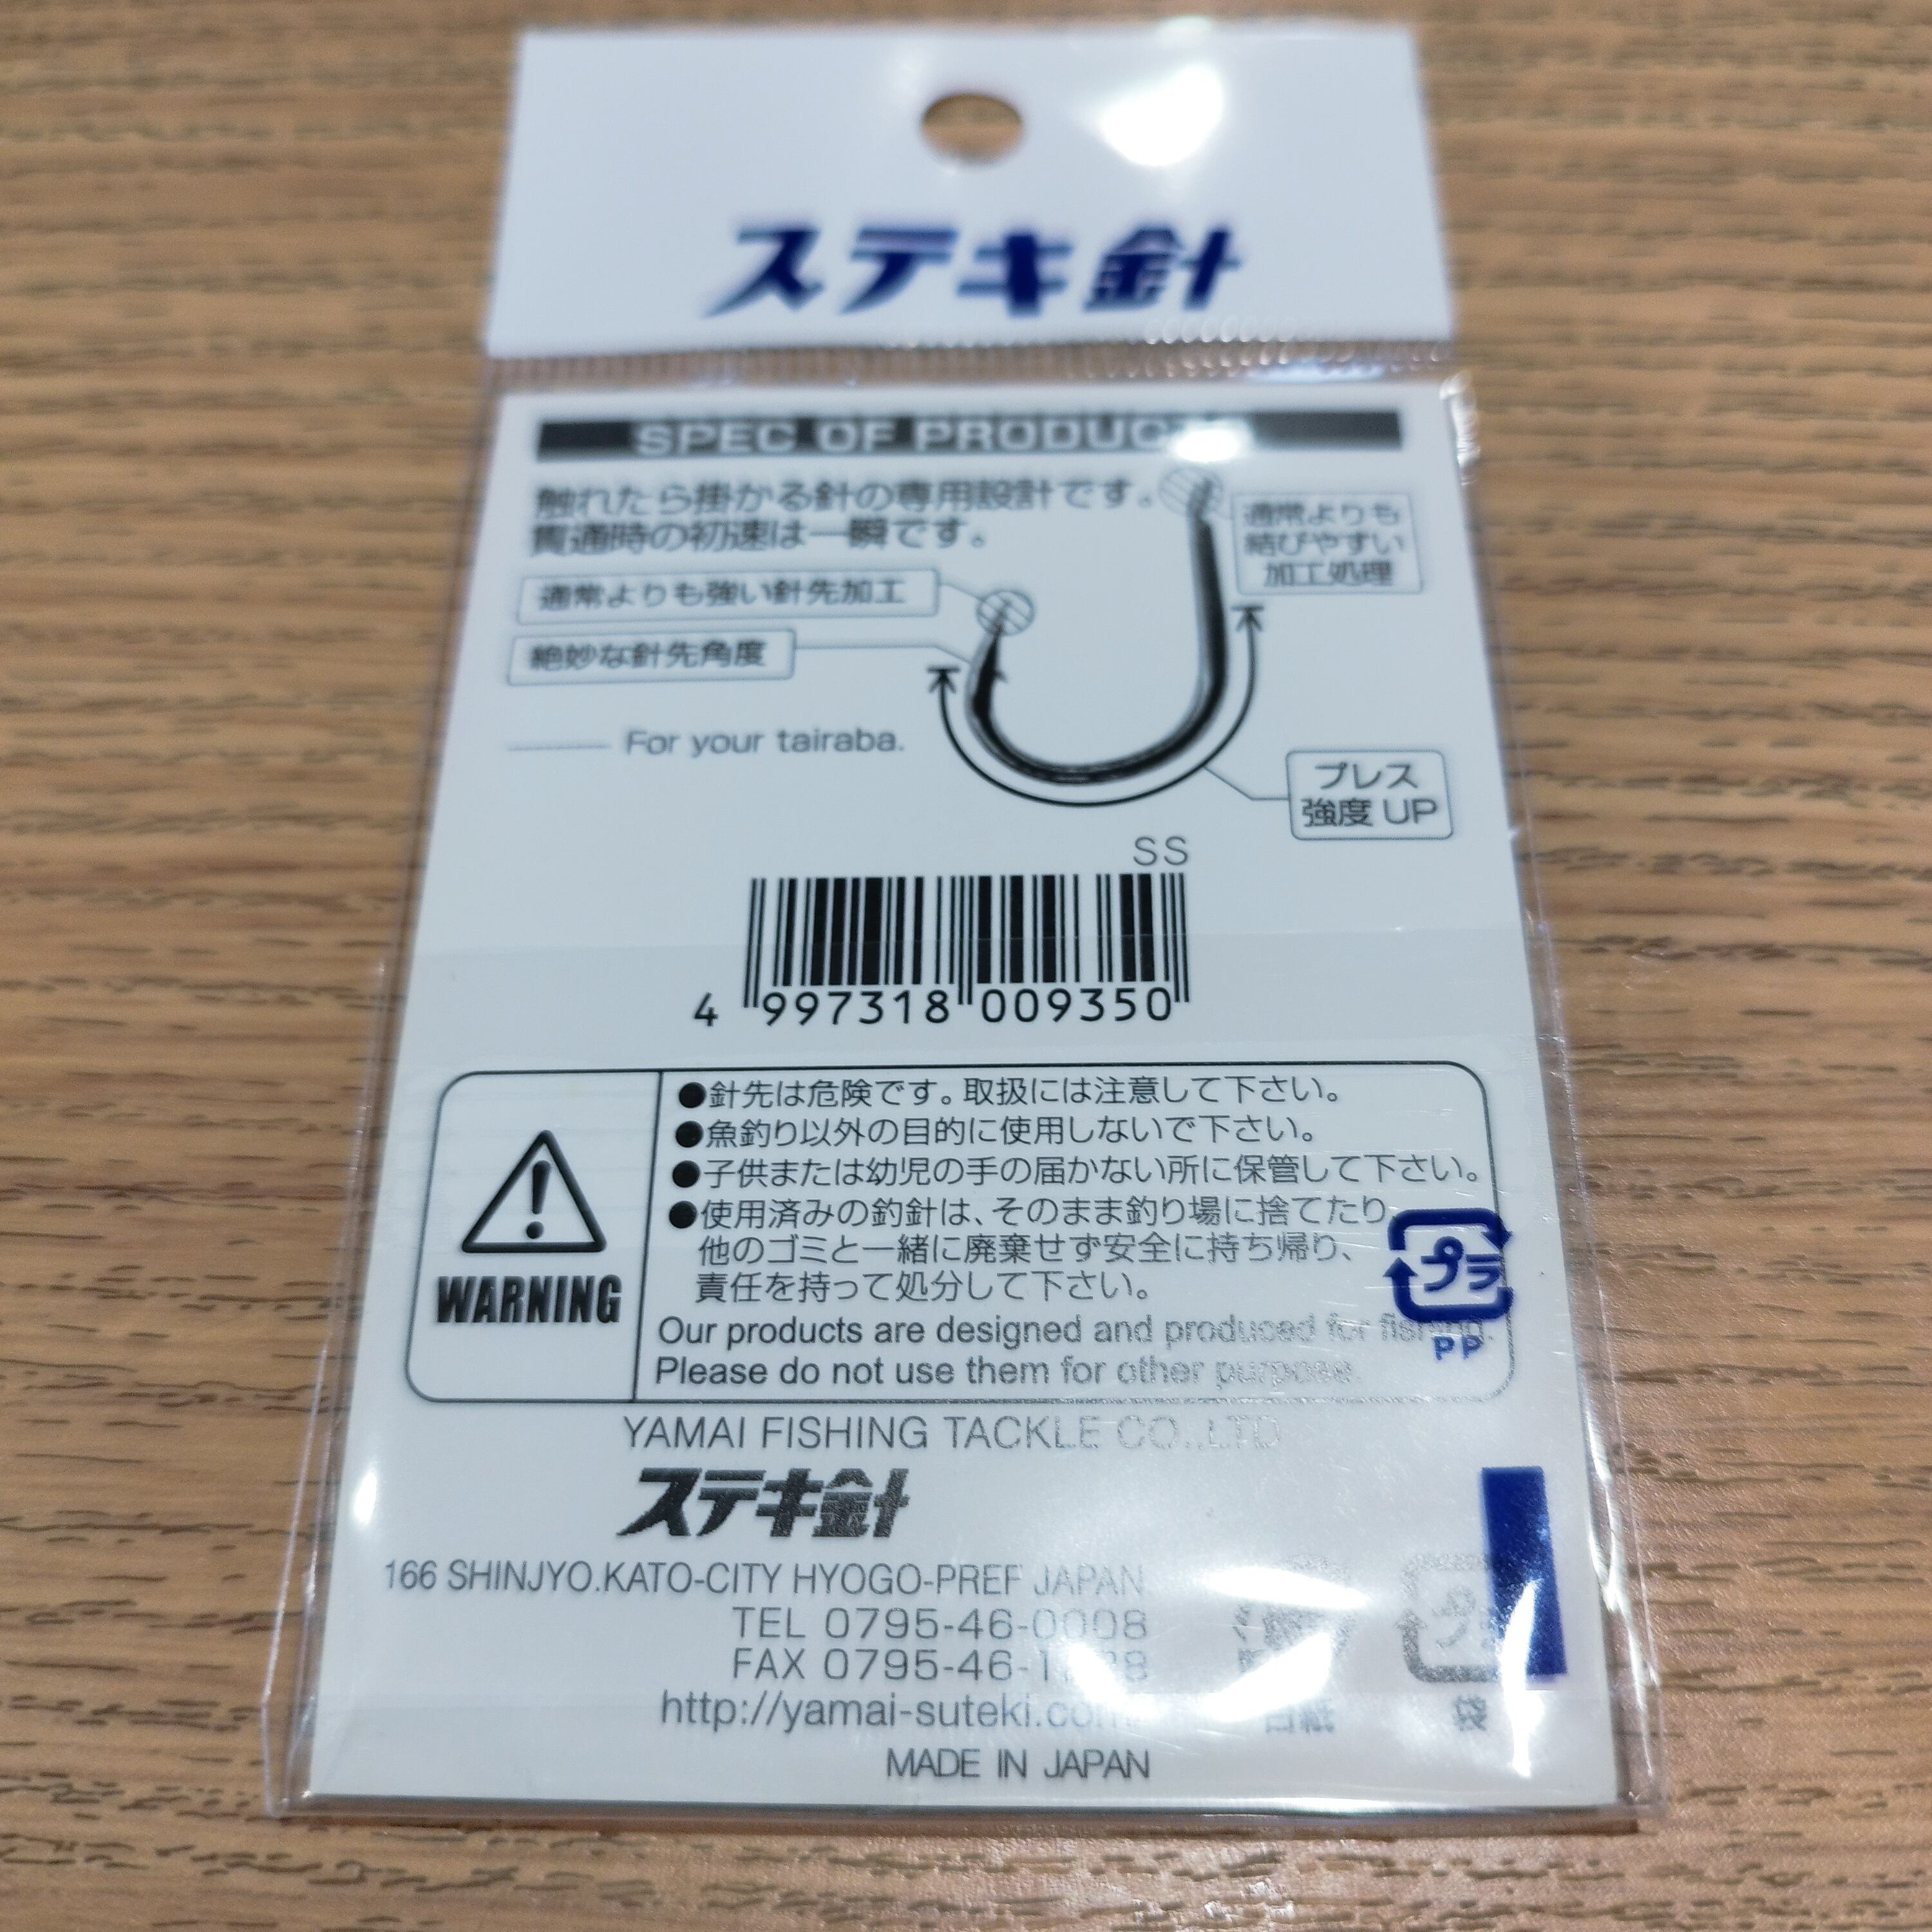 ステキ針
SPEC OF
触れたら掛かる針の専用設計です。
貫通時の初速は一瞬です。
通常よりも
結びやすい
加工処理
通常よりも強い針先加工
絶妙な針先角度
For your tairaba.
プレス
強度 UP
SS
4 997318 009350
●針先は危険です。取扱には注意して下さい。
●魚釣り以外の目的に使用しないで下さい。
●子供または幼児の手の届かない所に保管して下さい。
●使用済みの釣針は、そのまま釣り場に捨てたり
他のゴミと一緒に廃棄せず安全に持ち帰り、
責任を持って処分して下さい。
WARNING
Our products are designed and produced for fishing.
Please do not use them for other purpose.
プラ
PP
YAMAI FISHING TACKLE CO.,LTD
ステキ針
166 SHINJYO.KATO-CITY HYOGO-PREF JAPAN
TEL 0795-46-0008
FAX 0795-46-
http://yamai-suteki.com
プラ
台紙
袋
MADE IN JAPAN